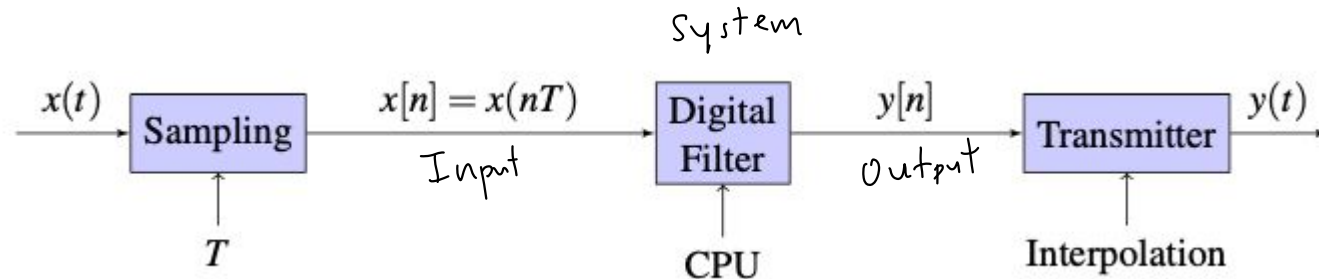 System
x(t)
Sampling
T
x[n] = x(nT)
Input
Digital
Filter
CPU
y[n]
Output
Transmitter
Interpolation
y(t)